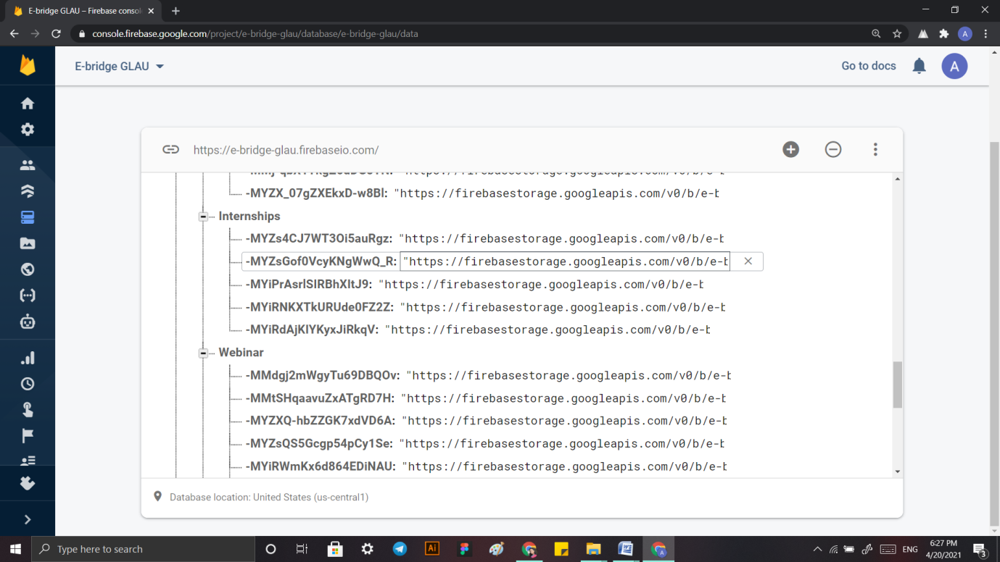 E-bridge GLAU – Firebase consol
console.firebase.google.com/project/e-bridge-glau/database/e-bridge-glau/data
A
E-bridge GLAU
Go to docs
A
https://e-bridge-glau.firebaseio.com/
-MYZX_07gZXEkxD-w8Bl: "https://firebasestorage.googleapis.com/v0/b/e-b
Internships
-MYZs4CJ7WT3Oi5auRgz: "https://firebasestorage.googleapis.com/v0/b/e-b
-MYZsGof0VcyKNgWwQ_R: "https://firebasestorage.googleapis.com/v0/b/e-b
-MYiPrAsrlSIRBhXItJ9: "https://firebasestorage.googleapis.com/v0/b/e-b
-MYiRNKXTkURUde0FZ2Z: "https://firebasestorage.googleapis.com/v0/b/e-b
-MYiRdAjKlYKyxJiRkqV: "https://firebasestorage.googleapis.com/v0/b/e-b
Webinar
-MMdgj2mWgyTu69DBQOv: "https://firebasestorage.googleapis.com/v0/b/e-b
-MMtSHqaavuZxATgRD7H: "https://firebasestorage.googleapis.com/v0/b/e-b
-MYZXQ-hbZZGK7xdVD6A: "https://firebasestorage.googleapis.com/v0/b/e-b
-MYZsQS5Gcgp54pCy1Se: "https://firebasestorage.googleapis.com/v0/b/e-b
-MYiRWmKx6d864EDiNAU: "https://firebasestorage.googleapis.com/v0/b/e-b
Database location: United States (us-central1)
Type here to search
Ai
A
ENG
6:27 PM
4/20/2021
3